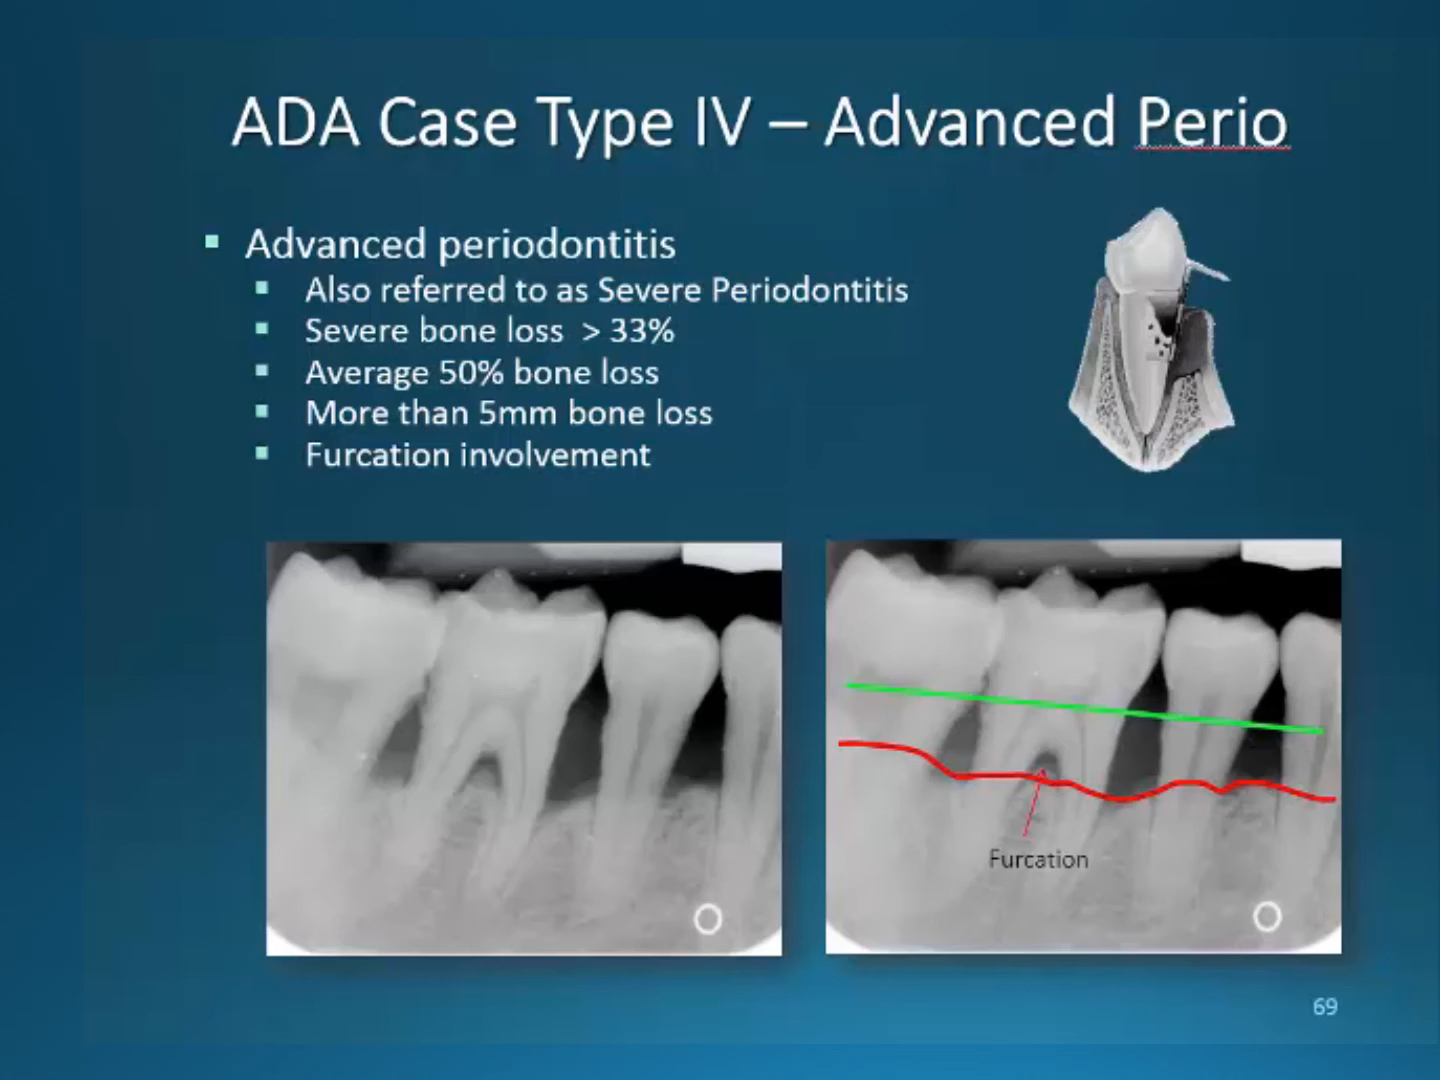 ADA Case Type IV – Advanced Perio
Advanced periodontitis
Also referred to as Severe Periodontitis
Severe bone loss > 33%
Average 50% bone loss
More than 5mm bone loss
Furcation involvement
Furcation
69